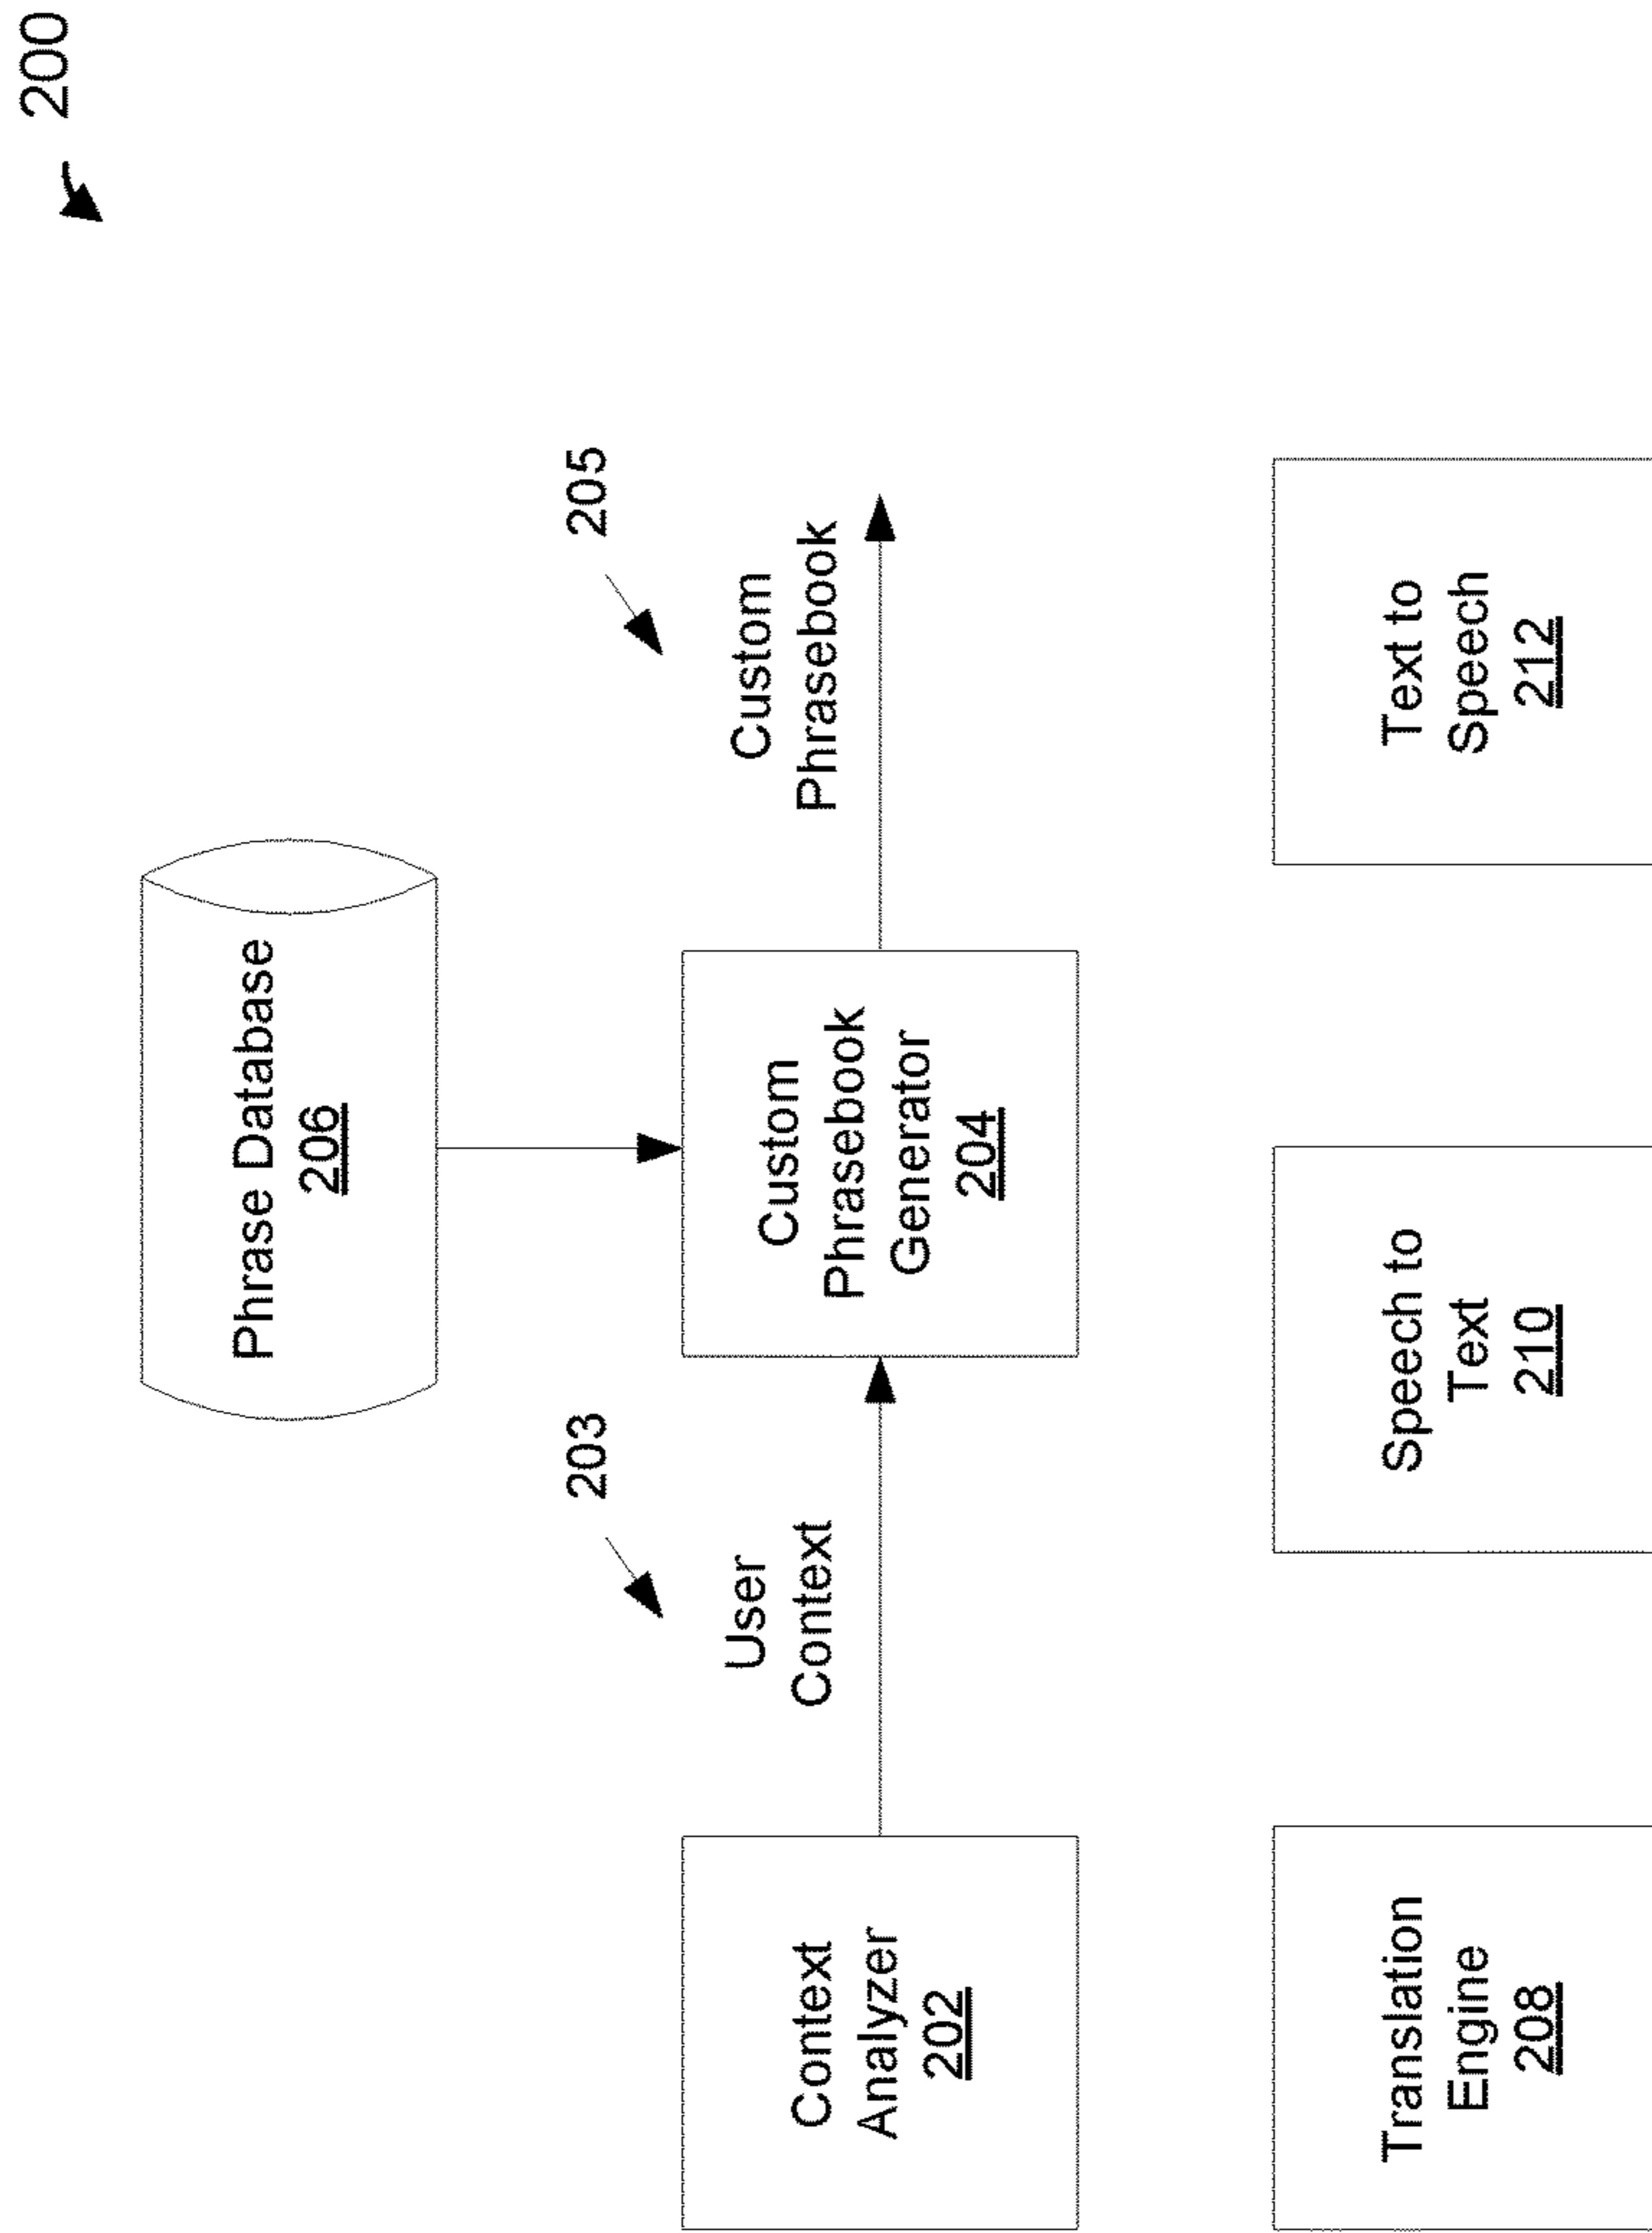 200
Phrase Database
206
203
205
User
Context
Custom
Phrasebook
Context
Analyzer
202
Custom
Phrasebook
Generator
204
Translation
Engine
208
Speech to
Text
210
Text to
Speech
212